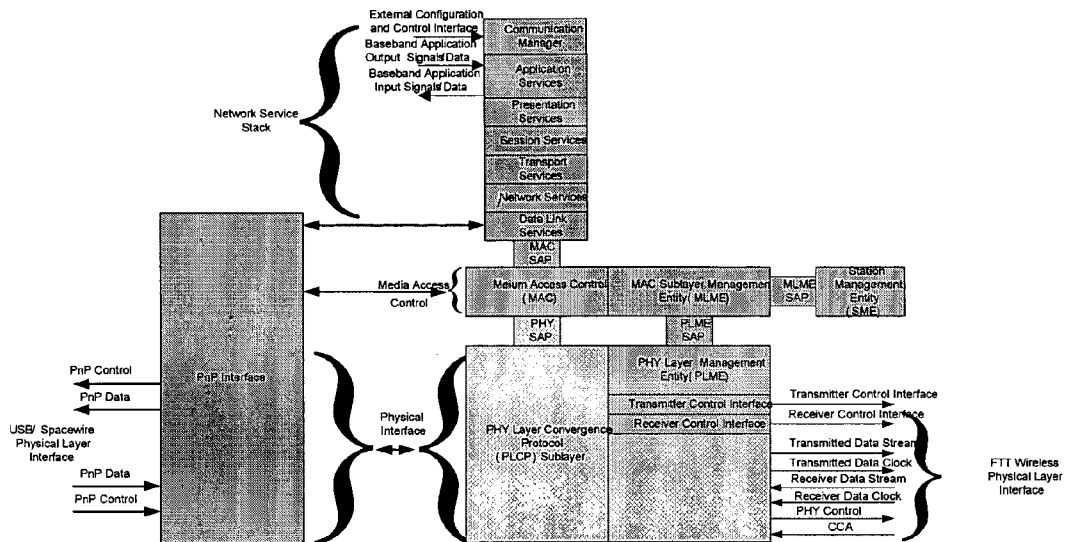 External Configuration
and Control Interface
Baseband Application
Output Signals/Data
Baseband Application
Input Signals/Data
Network Service
Stack
Communication
Manager
Application
Services
Presentation
Services
Session Services
Transport
Services
Network Services
Data Link
Services
MAC
SAP
Media Access
Control
Meium Access Control
(MAC)
MAC Sublayer Management
Entity(MLME)
MLME
SAP
Station
Management
Entity
(SME)
PHY
SAP
PLME
SAP
PnP Interface
PnP Control
PnP Data
USB/ Spacewire
Physical Layer
Interface
PnP Data
PnP Control
Physical
Interface
PHY Layer Convergence
Protocol
(PLCP) Sublayer
PHY Layer Management
Entity(PLME)
Transmitter Control Interface
Receiver Control Interface
Transmitter Control Interface
Receiver Control Interface
Transmitted Data Stream
Transmitted Data Clock
Receiver Data Stream
Receiver Data Clock
PHY Control
CCA
FTT Wireless
Physical Layer
Interface